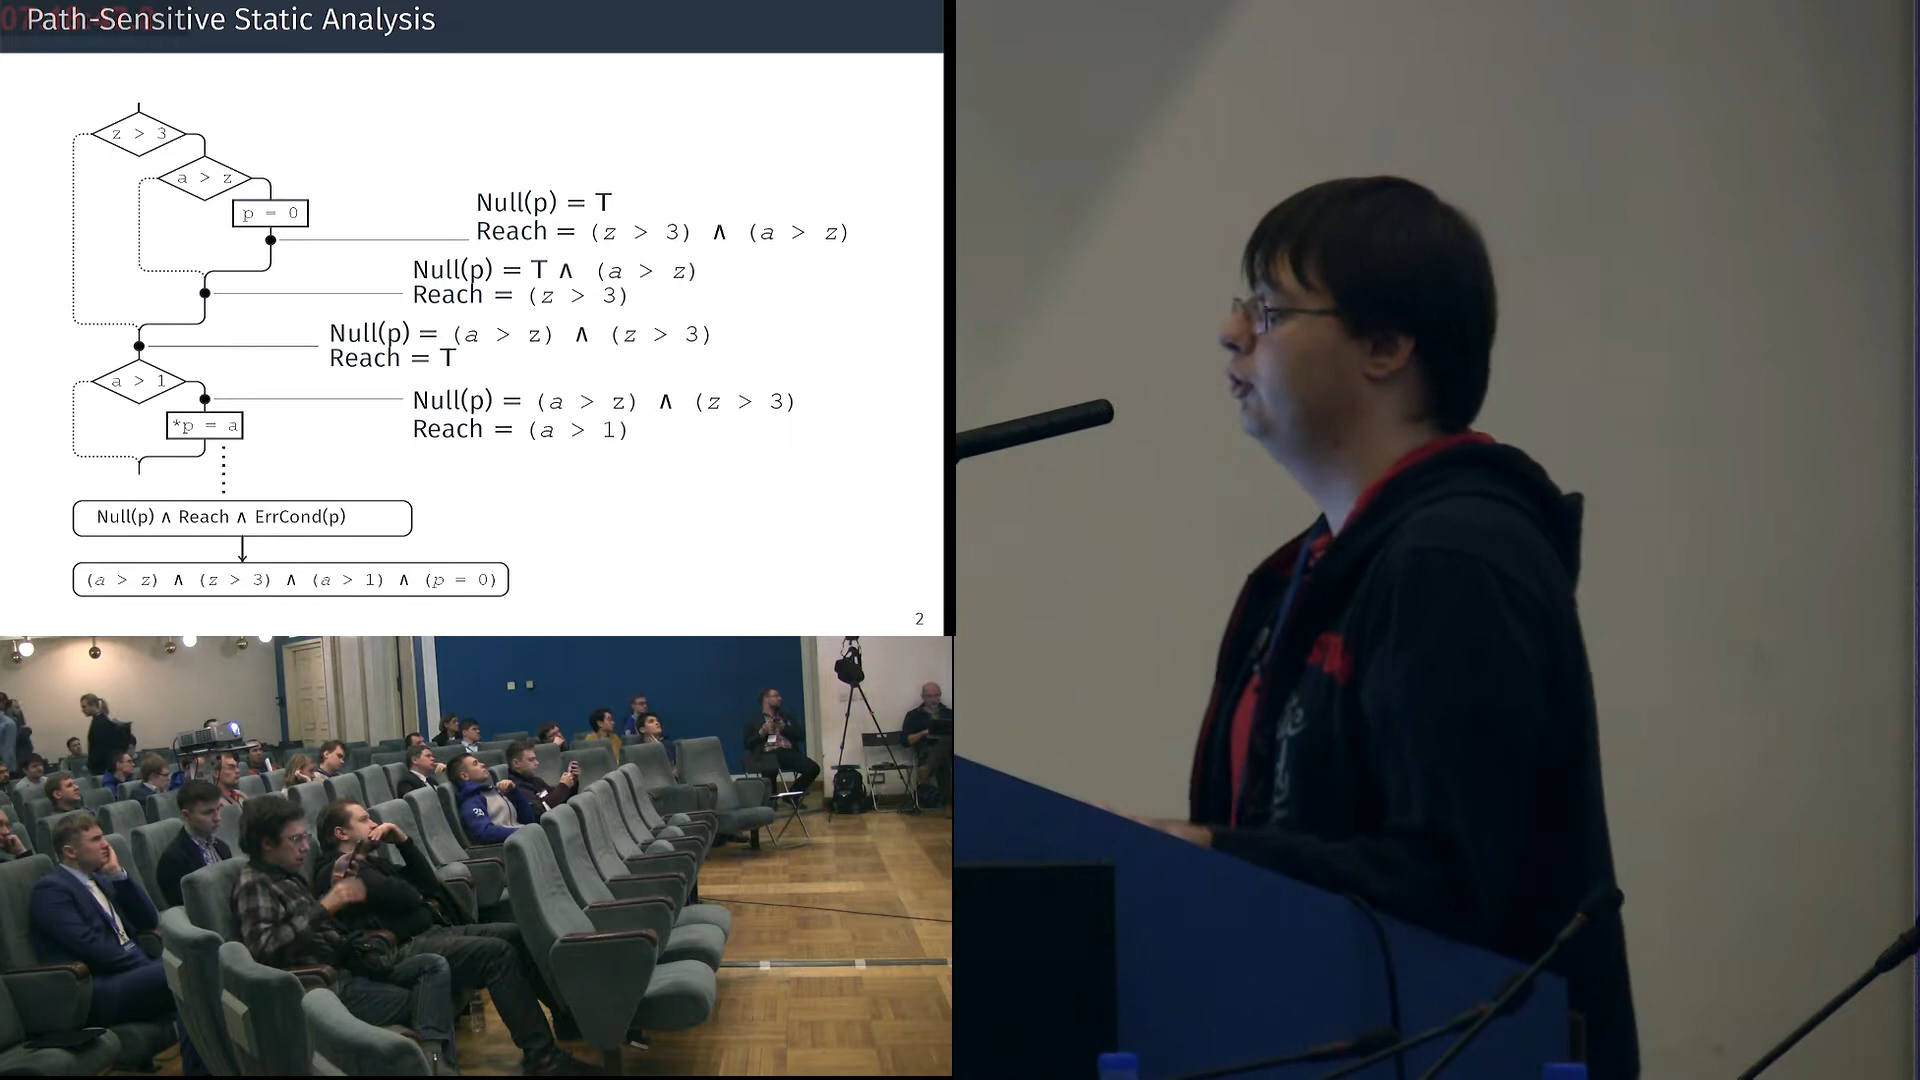 Path-Sensitive Static Analysis
z > 3
a > z
p = 0
Null(p) = T
Reach = (z > 3) ∧ (a > z)
Null(p) = T ∧ (a > z)
Reach = (z > 3)
Null(p) = (a > z) ∧ (z > 3)
Reach = T
a > 1
Null(p) = (a > z) ∧ (z > 3)
Reach = (a > 1)
*p = a
Null(p) ∧ Reach ∧ ErrCond(p)
(a > z) ∧ (z > 3) ∧ (a > 1) ∧ (p = 0)
2